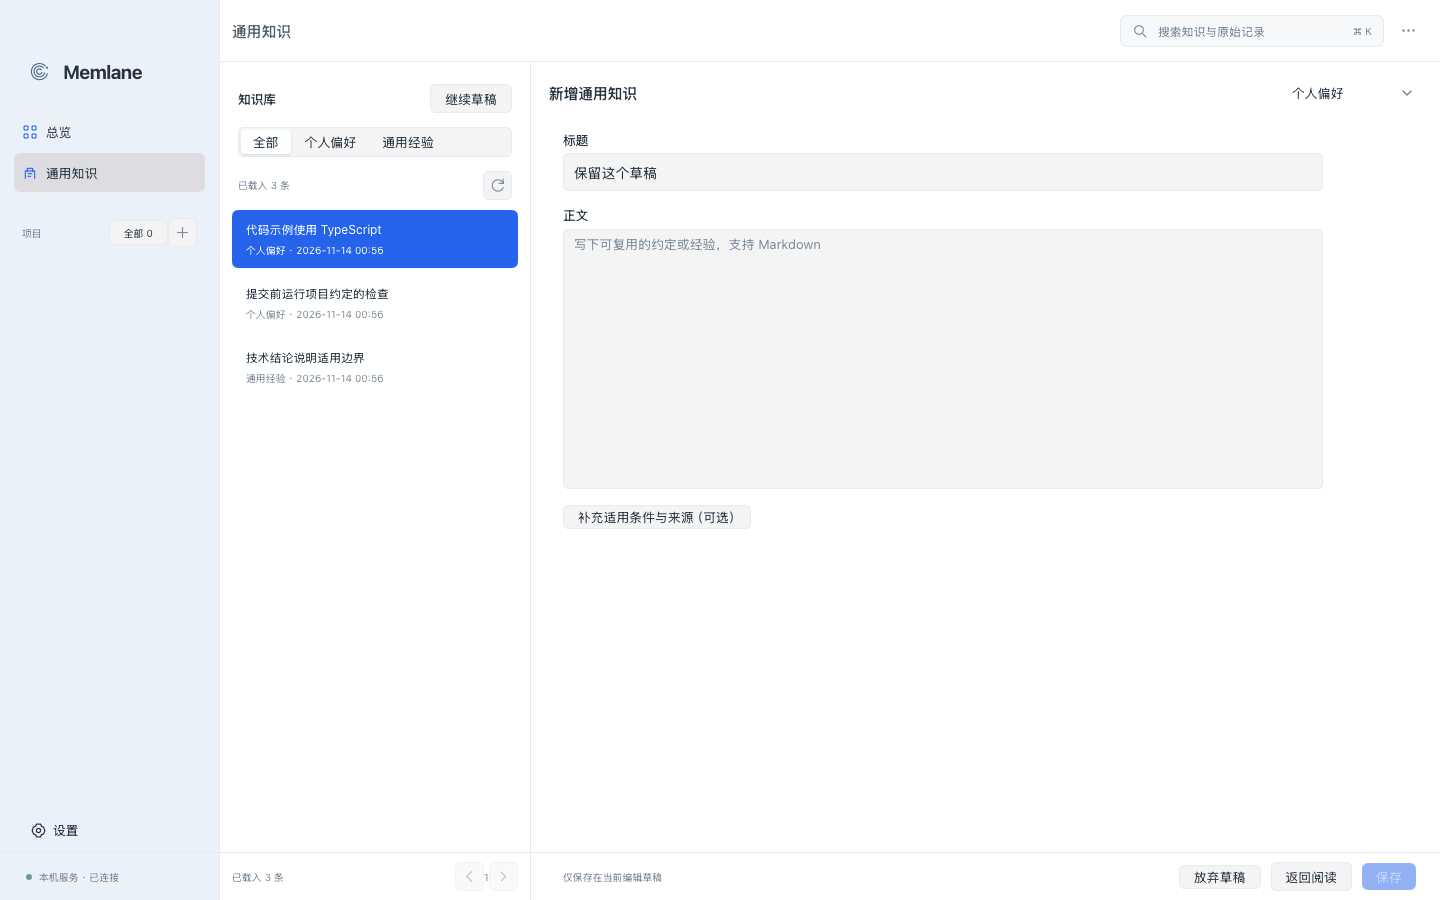 Memlane
总览
通用知识
项目
全部 0
设置
本机服务 · 已连接
通用知识
搜索知识与原始记录
⌘ K
知识库
继续草稿
全部
个人偏好
通用经验
已载入 3 条
代码示例使用 TypeScript
个人偏好 · 2026-11-14 00:56
提交前运行项目约定的检查
个人偏好 · 2026-11-14 00:56
技术结论说明适用边界
通用经验 · 2026-11-14 00:56
已载入 3 条
1
新增通用知识
个人偏好
标题
保留这个草稿
正文
写下可复用的约定或经验，支持 Markdown
补充适用条件与来源 (可选)
仅保存在当前编辑草稿
放弃草稿
返回阅读
保存